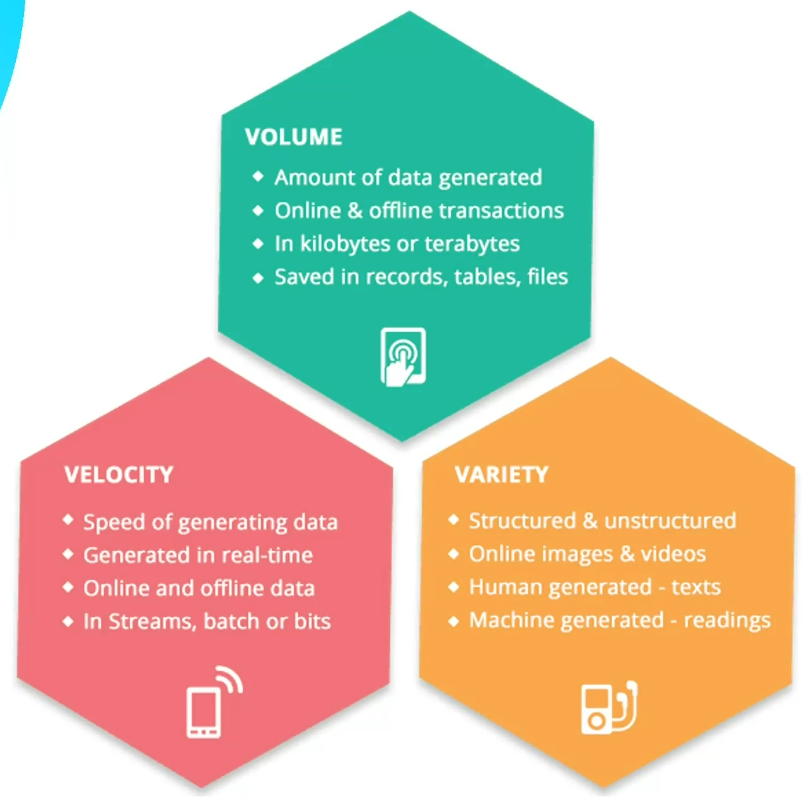 VOLUME
◆ Amount of data generated
◆ Online & offline transactions
◆ In kilobytes or terabytes
◆ Saved in records, tables, files
VELOCITY
◆ Speed of generating data
◆ Generated in real-time
◆ Online and offline data
◆ In Streams, batch or bits
VARIETY
◆ Structured & unstructured
◆ Online images & videos
◆ Human generated - texts
◆ Machine generated - readings